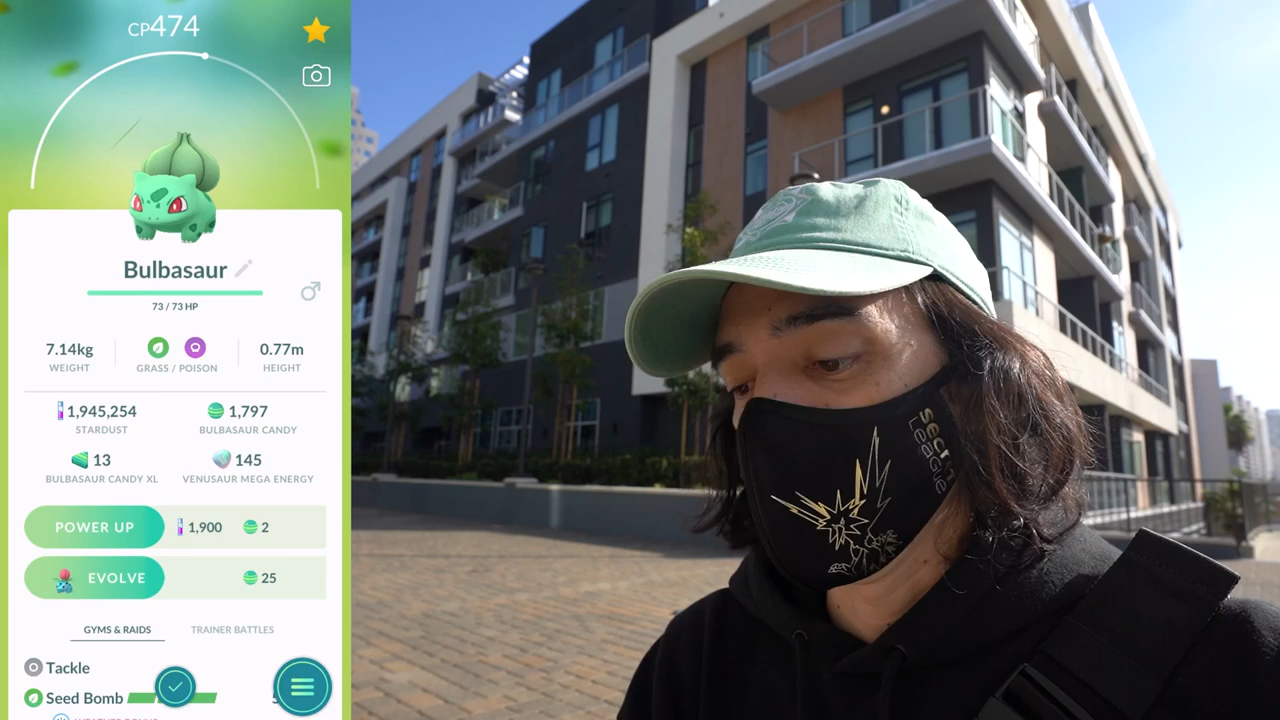 CP474
Bulbasaur
73 / 73 HP
7.14kg
WEIGHT
GRASS / POISON
0.77m
HEIGHT
1,945,254
STARDUST
1,797
BULBASAUR CANDY
13
BULBASAUR CANDY XL
145
VENUSAUR MEGA ENERGY
POWER UP
1,900
2
EVOLVE
25
GYMS & RAIDS
TRAINER BATTLES
Tackle
Seed Bomb
WEATHER BONUS
League